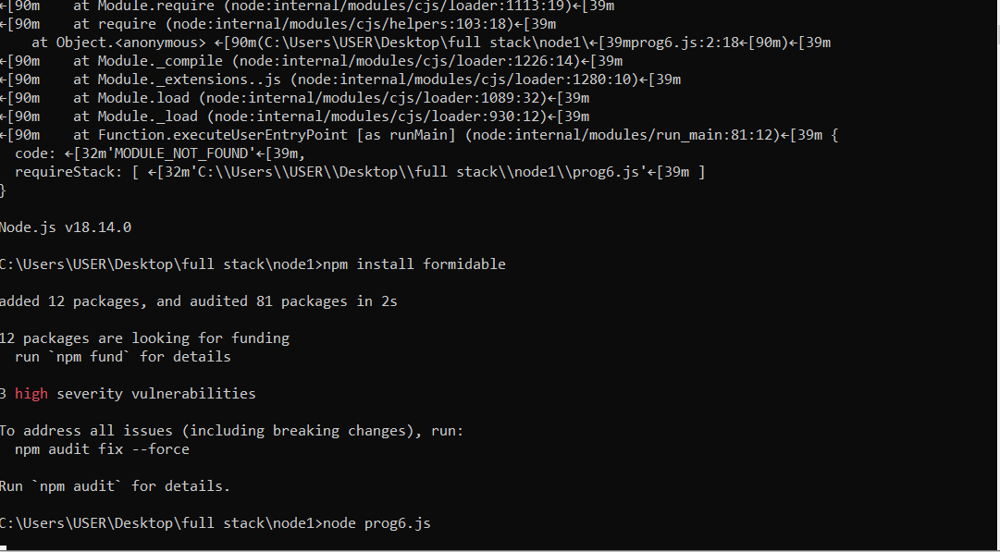 ←[90m    at Module.require (node:internal/modules/cjs/loader:1113:19)←[39m
←[90m    at require (node:internal/modules/cjs/helpers:103:18)←[39m
    at Object.<anonymous> ←[90m(C:\Users\USER\Desktop\full stack\node1\←[39mprog6.js:2:18←[90m)←[39m
←[90m    at Module._compile (node:internal/modules/cjs/loader:1226:14)←[39m
←[90m    at Module._extensions..js (node:internal/modules/cjs/loader:1280:10)←[39m
←[90m    at Module.load (node:internal/modules/cjs/loader:1089:32)←[39m
←[90m    at Module._load (node:internal/modules/cjs/loader:930:12)←[39m
←[90m    at Function.executeUserEntryPoint [as runMain] (node:internal/modules/run_main:81:12)←[39m {
  code: ←[32m'MODULE_NOT_FOUND'←[39m,
  requireStack: [ ←[32m'C:\\Users\\USER\\Desktop\\full stack\\node1\\prog6.js'←[39m ]
}
Node.js v18.14.0
C:\Users\USER\Desktop\full stack\node1>npm install formidable
added 12 packages, and audited 81 packages in 2s
12 packages are looking for funding
  run `npm fund` for details
3 high severity vulnerabilities
To address all issues (including breaking changes), run:
  npm audit fix --force
Run `npm audit` for details.
C:\Users\USER\Desktop\full stack\node1>node prog6.js